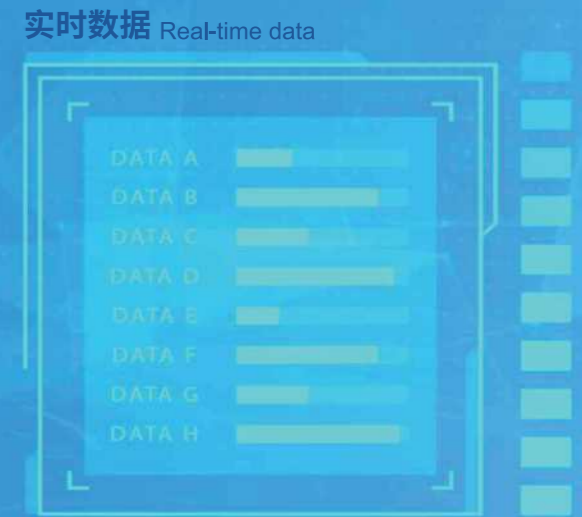 实时数据 Real-time data
DATA A
DATA B
DATA C
DATA D
DATA E
DATA F
DATA G
DATA H